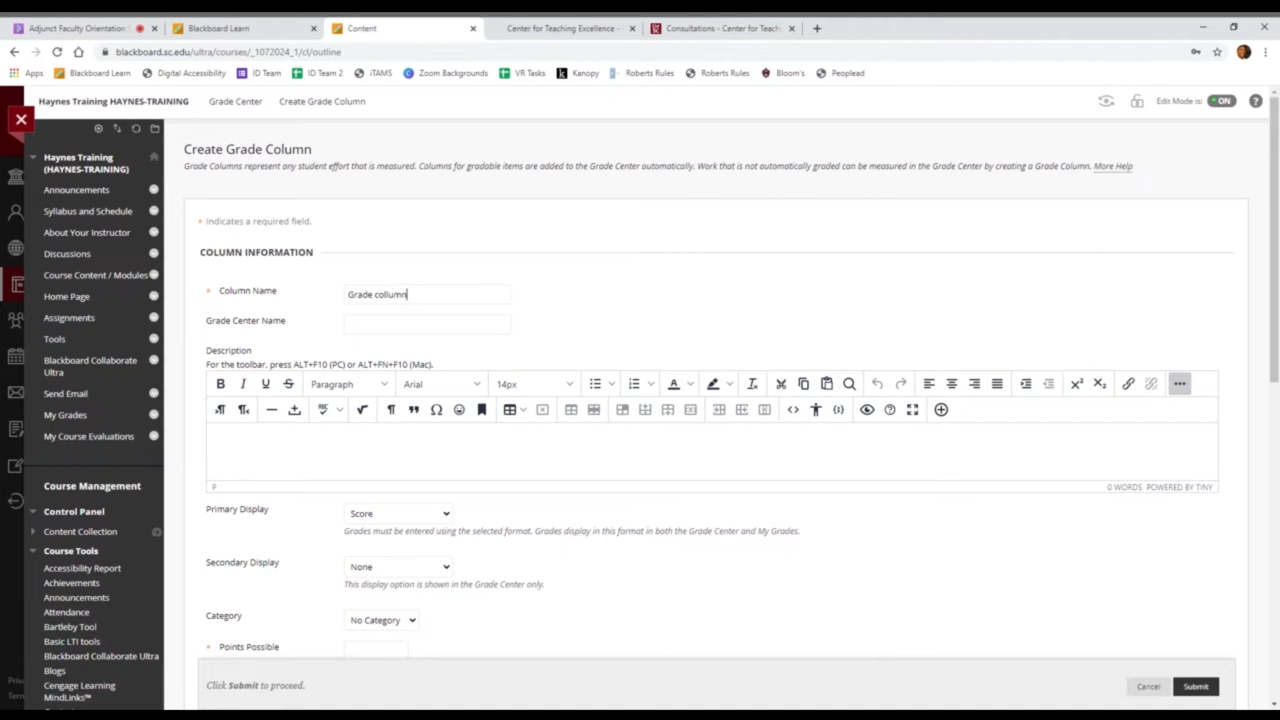 Adjunct Faculty Orientation
Blackboard Learn
Content
Center for Teaching Excellence -
Consultations - Center for Teach
blackboard.sc.edu/ultra/courses/_1072024_1/cl/outline
Apps
Blackboard Learn
Digital Accessibility
ID Team
ID Team 2
iTAMS
Zoom Backgrounds
VR Tasks
Kanopy
Roberts Rules
Roberts Rules
Bloom's
Peoplead
Haynes Training HAYNES-TRAINING
Grade Center
Create Grade Column
Edit Mode is:
ON
Haynes Training
(HAYNES-TRAINING)
Announcements
Syllabus and Schedule
About Your Instructor
Discussions
Course Content / Modules
Home Page
Assignments
Tools
Blackboard Collaborate
Ultra
Send Email
My Grades
My Course Evaluations
Course Management
Control Panel
Content Collection
Course Tools
Accessibility Report
Achievements
Announcements
Attendance
Bartleby Tool
Basic LTI tools
Blackboard Collaborate Ultra
Blogs
Cengage Learning
MindLinks™
Create Grade Column
Grade Columns represent any student effort that is measured. Columns for gradable items are added to the Grade Center automatically. Work that is not automatically graded can be measured in the Grade Center by creating a Grade Column. More Help
* indicates a required field.
COLUMN INFORMATION
* Column Name
Grade collumn
Grade Center Name
Description
For the toolbar, press ALT+F10 (PC) or ALT+FN+F10 (Mac).
B I U S Paragraph Arial 14px
P
0 WORDS POWERED BY TINY
Primary Display
Score
Grades must be entered using the selected format. Grades display in this format in both the Grade Center and My Grades.
Secondary Display
None
This display option is shown in the Grade Center only.
Category
No Category
* Points Possible
Click Submit to proceed.
Cancel
Submit